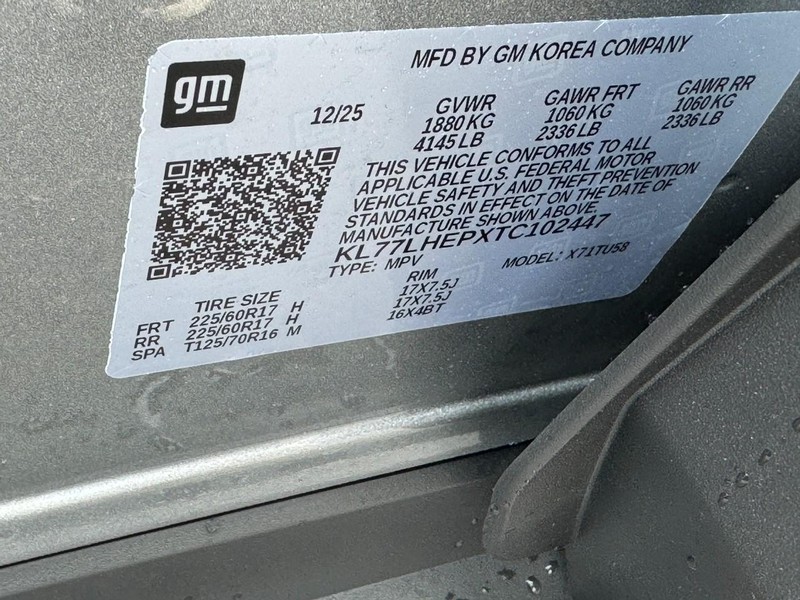 MFD BY GM KOREA COMPANY
gm
12/25
GVWR GAWR FRT GAWR RR
1880 KG 1060 KG 1060 KG
4145 LB 2336 LB 2336 LB
THIS VEHICLE CONFORMS TO ALL
APPLICABLE U.S. FEDERAL MOTOR
VEHICLE SAFETY AND THEFT PREVENTION
STANDARDS IN EFFECT ON THE DATE OF
MANUFACTURE SHOWN ABOVE.
KL77LHEPXTC102447
TYPE: MPV MODEL: X71TU58
TIRE SIZE RIM
FRT 225/60R17 H 17X7.5J
RR 225/60R17 H 17X7.5J
SPA T125/70R16 M 16X4BT